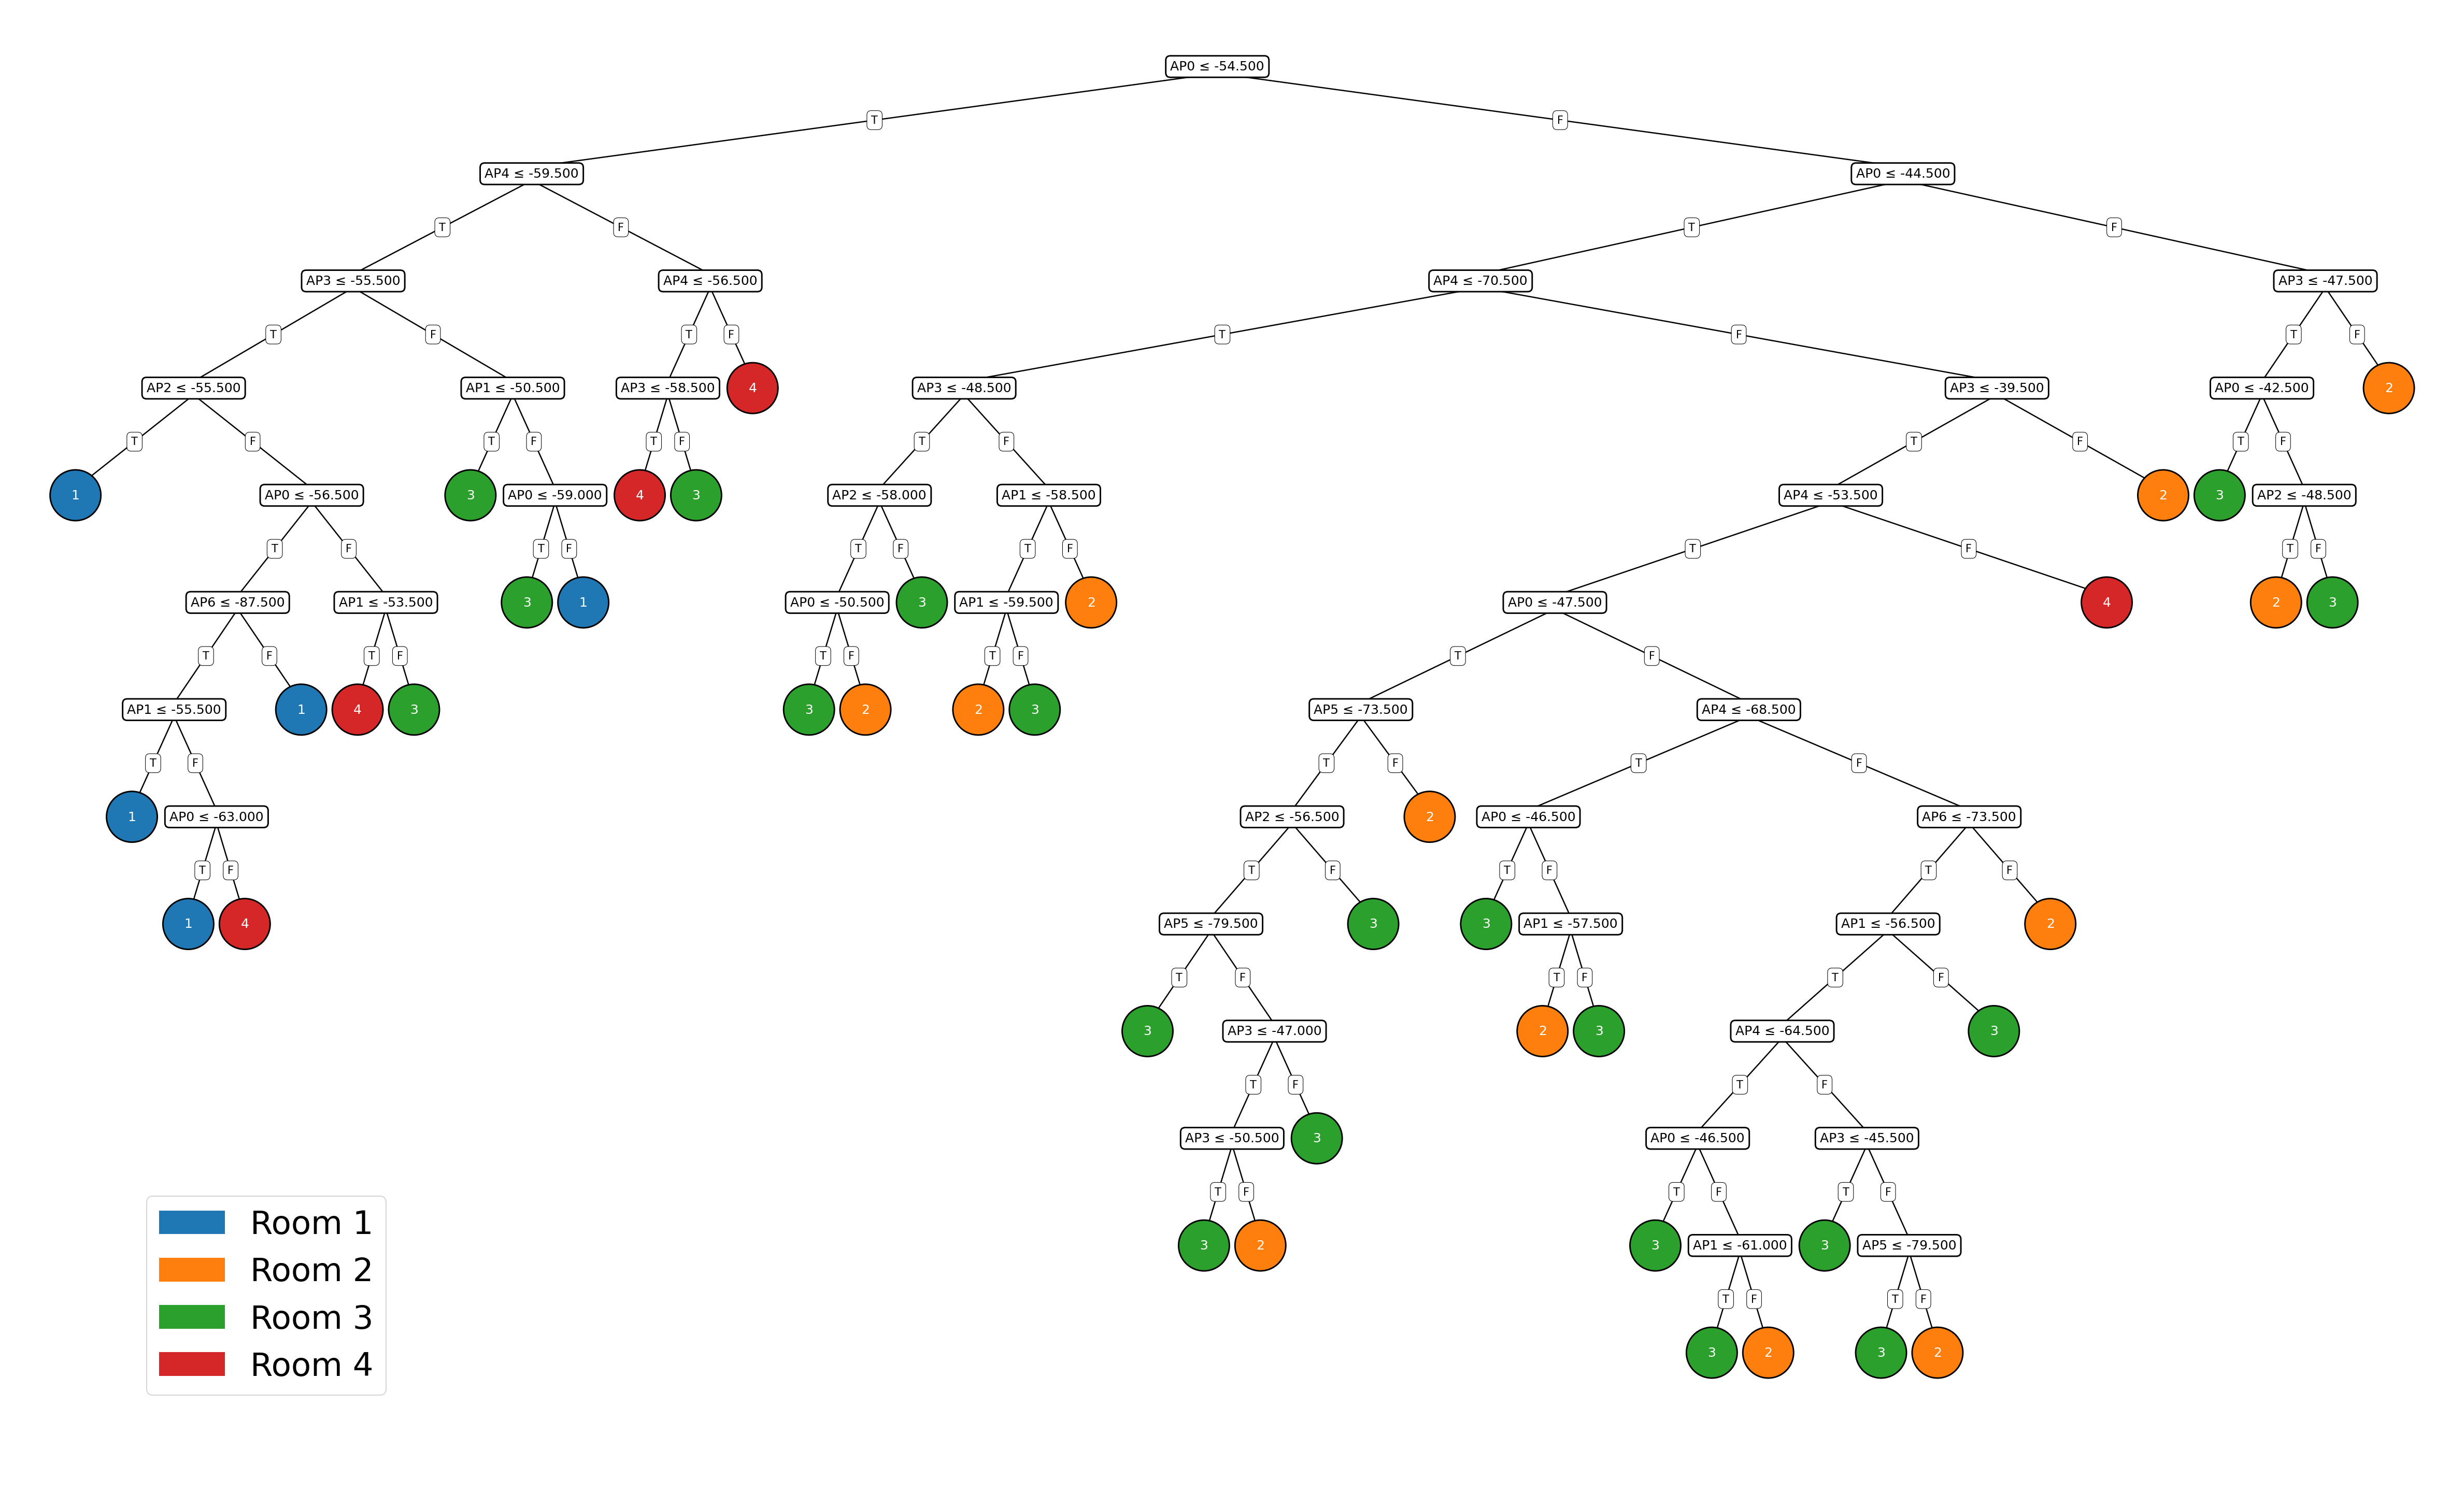 AP0 ≤ -54.500
T
F
AP4 ≤ -59.500
AP0 ≤ -44.500
T
F
T
F
AP3 ≤ -55.500
AP4 ≤ -56.500
AP4 ≤ -70.500
AP3 ≤ -47.500
T
F
T
F
T
F
T
F
AP2 ≤ -55.500
AP1 ≤ -50.500
AP3 ≤ -58.500
4
AP3 ≤ -48.500
AP3 ≤ -39.500
AP0 ≤ -42.500
2
T
F
T
F
T
F
T
F
T
F
T
F
1
AP0 ≤ -56.500
3
AP0 ≤ -59.000
4
3
AP2 ≤ -58.000
AP1 ≤ -58.500
AP4 ≤ -53.500
2
3
AP2 ≤ -48.500
T
F
T
F
T
F
T
F
T
F
T
F
AP6 ≤ -87.500
AP1 ≤ -53.500
3
1
AP0 ≤ -50.500
3
AP1 ≤ -59.500
2
AP0 ≤ -47.500
4
2
3
T
F
T
F
T
F
T
F
T
F
AP1 ≤ -55.500
1
4
3
3
2
2
3
AP5 ≤ -73.500
AP4 ≤ -68.500
T
F
T
F
T
F
1
AP0 ≤ -63.000
AP2 ≤ -56.500
2
AP0 ≤ -46.500
AP6 ≤ -73.500
T
F
T
F
T
F
T
F
1
4
AP5 ≤ -79.500
3
3
AP1 ≤ -57.500
AP1 ≤ -56.500
2
T
F
T
F
T
F
3
AP3 ≤ -47.000
2
3
AP4 ≤ -64.500
3
T
F
T
F
AP3 ≤ -50.500
3
AP0 ≤ -46.500
AP3 ≤ -45.500
T
F
T
F
T
F
3
2
3
AP1 ≤ -61.000
3
AP5 ≤ -79.500
T
F
T
F
3
2
3
2
Room 1
Room 2
Room 3
Room 4